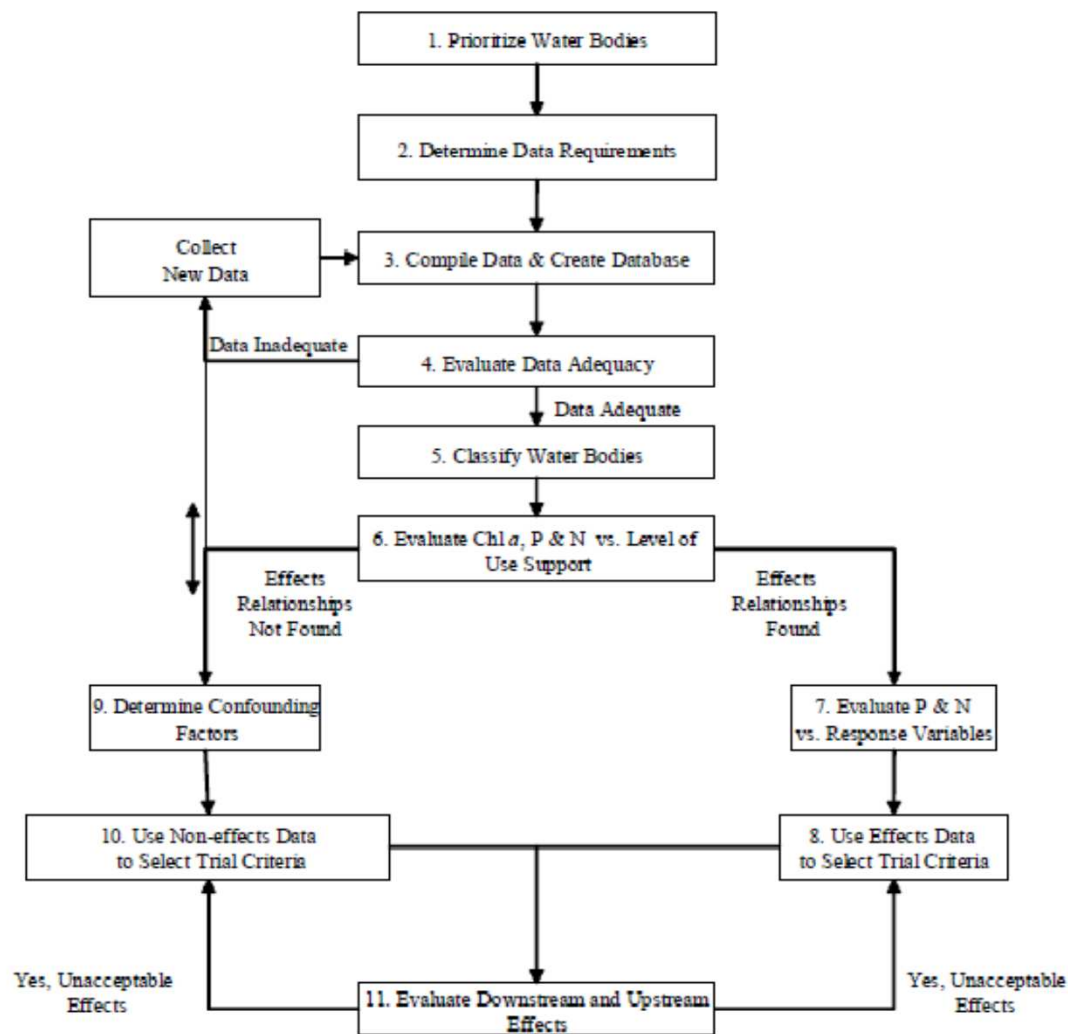 1. Prioritize Water Bodies
2. Determine Data Requirements
Collect
New Data
3. Compile Data & Create Database
Data Inadequate
4. Evaluate Data Adequacy
Data Adequate
5. Classify Water Bodies
6. Evaluate Chl a, P & N vs. Level of
Use Support
Effects
Relationships
Not Found
Effects
Relationships
Found
9. Determine Confounding
Factors
7. Evaluate P & N
vs. Response Variables
10. Use Non-effects Data
to Select Trial Criteria
8. Use Effects Data
to Select Trial Criteria
Yes, Unacceptable
Effects
11. Evaluate Downstream and Upstream
Effects
Yes, Unacceptable
Effects